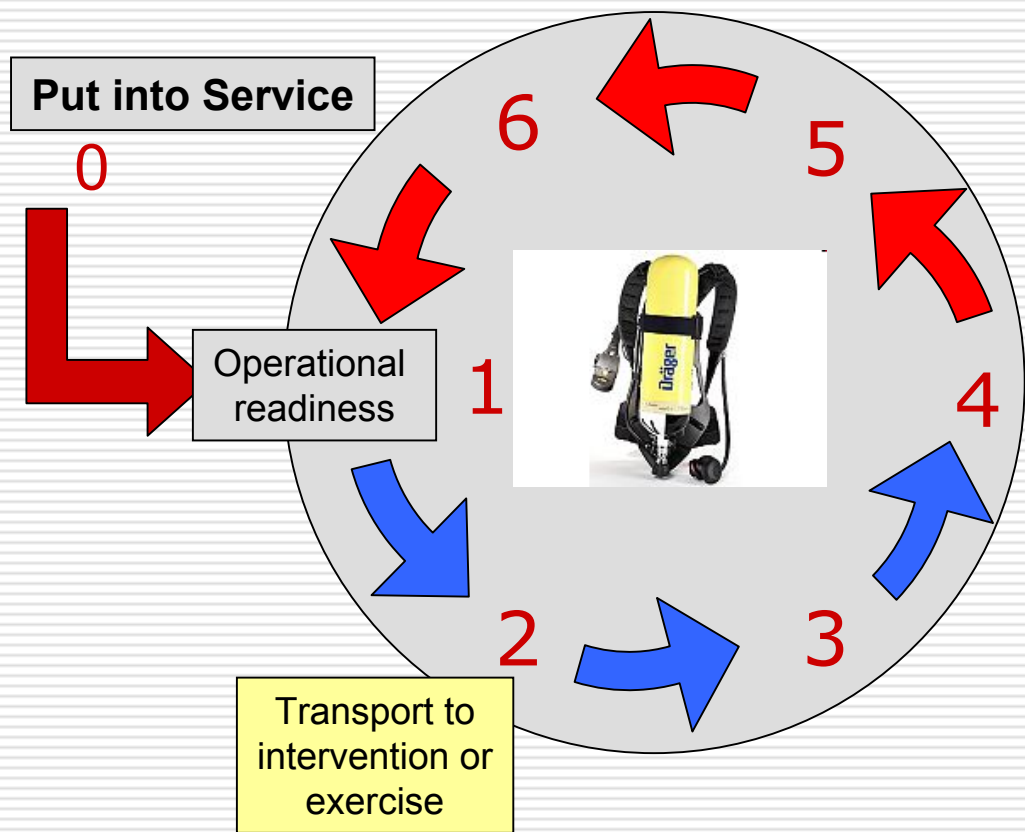 Put into Service
0
6
5
Operational
readiness
1
4
Dräger
2
3
Transport to
intervention or
exercise